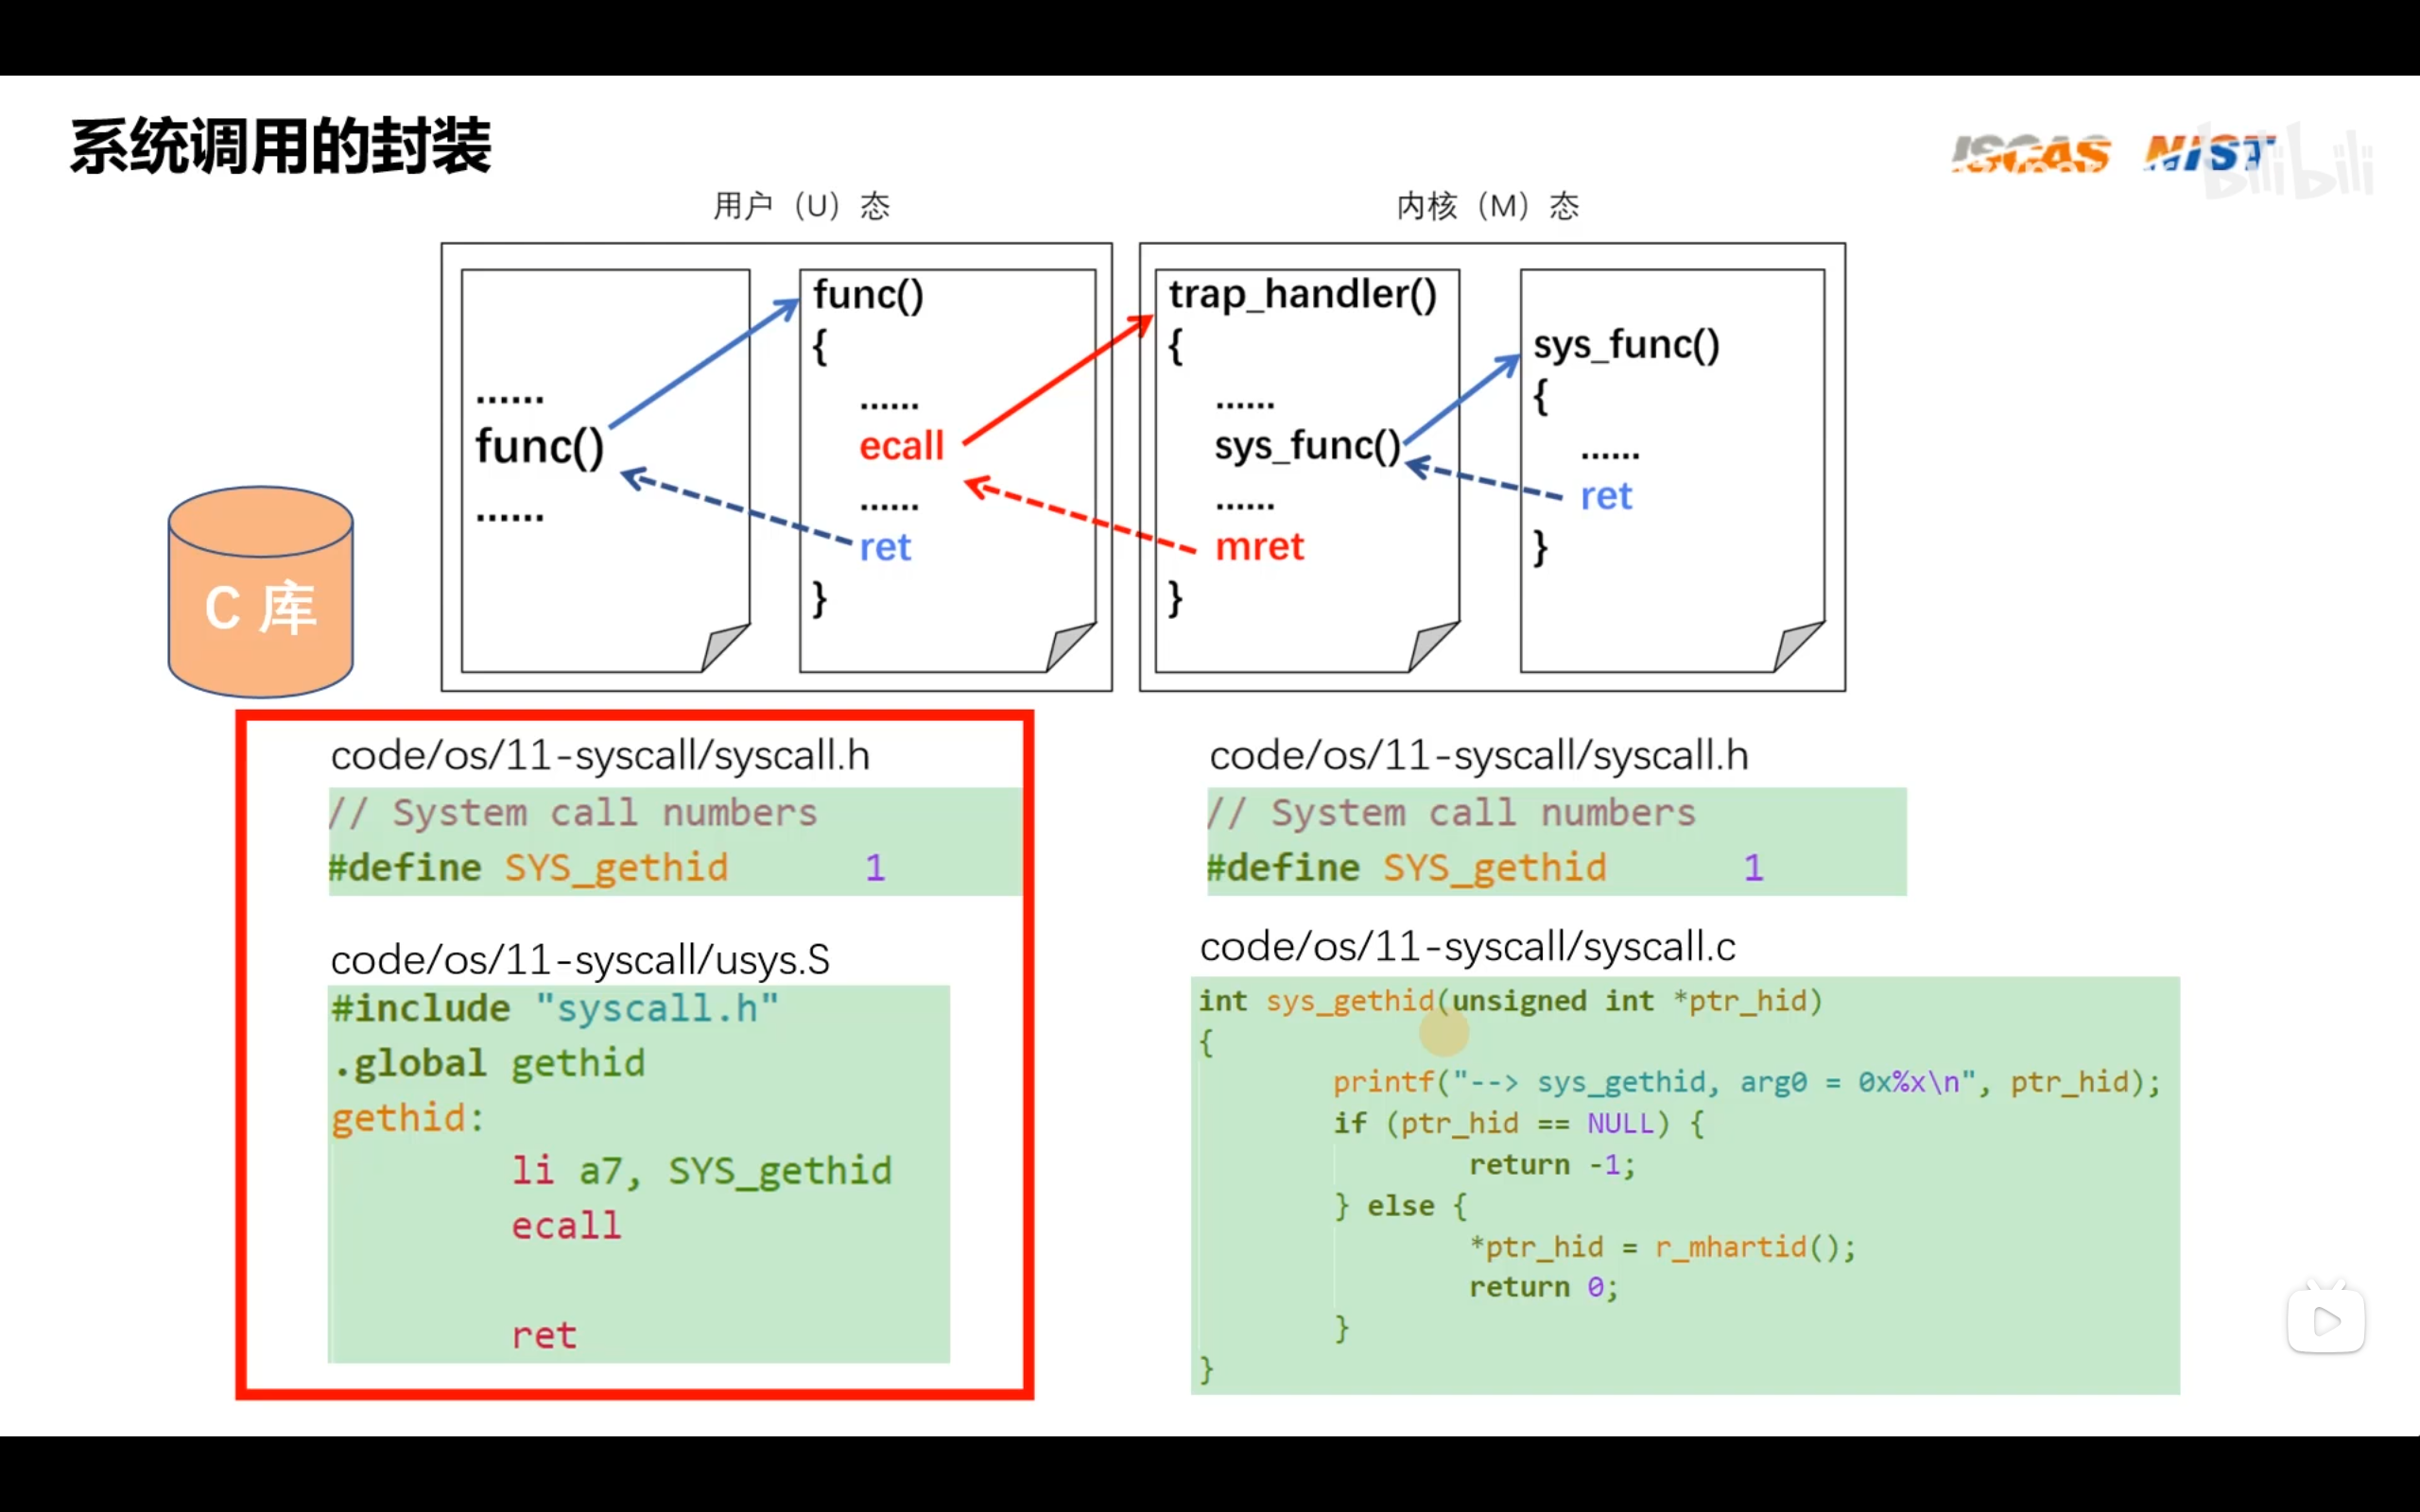 系统调用的封装
ISCAS NIST bilibili
用户（U）态
内核（M）态
......
func()
......
func()
{
......
ecall
......
ret
}
trap_handler()
{
......
sys_func()
......
mret
}
sys_func()
{
......
ret
}
C 库
code/os/11-syscall/syscall.h
// System call numbers
#define SYS_gethid 1
code/os/11-syscall/usys.S
#include "syscall.h"
.global gethid
gethid:
li a7, SYS_gethid
ecall
ret
code/os/11-syscall/syscall.h
// System call numbers
#define SYS_gethid 1
code/os/11-syscall/syscall.c
int sys_gethid(unsigned int *ptr_hid)
{
printf("--> sys_gethid, arg0 = 0x%x\n", ptr_hid);
if (ptr_hid == NULL) {
return -1;
} else {
*ptr_hid = r_mhartid();
return 0;
}
}